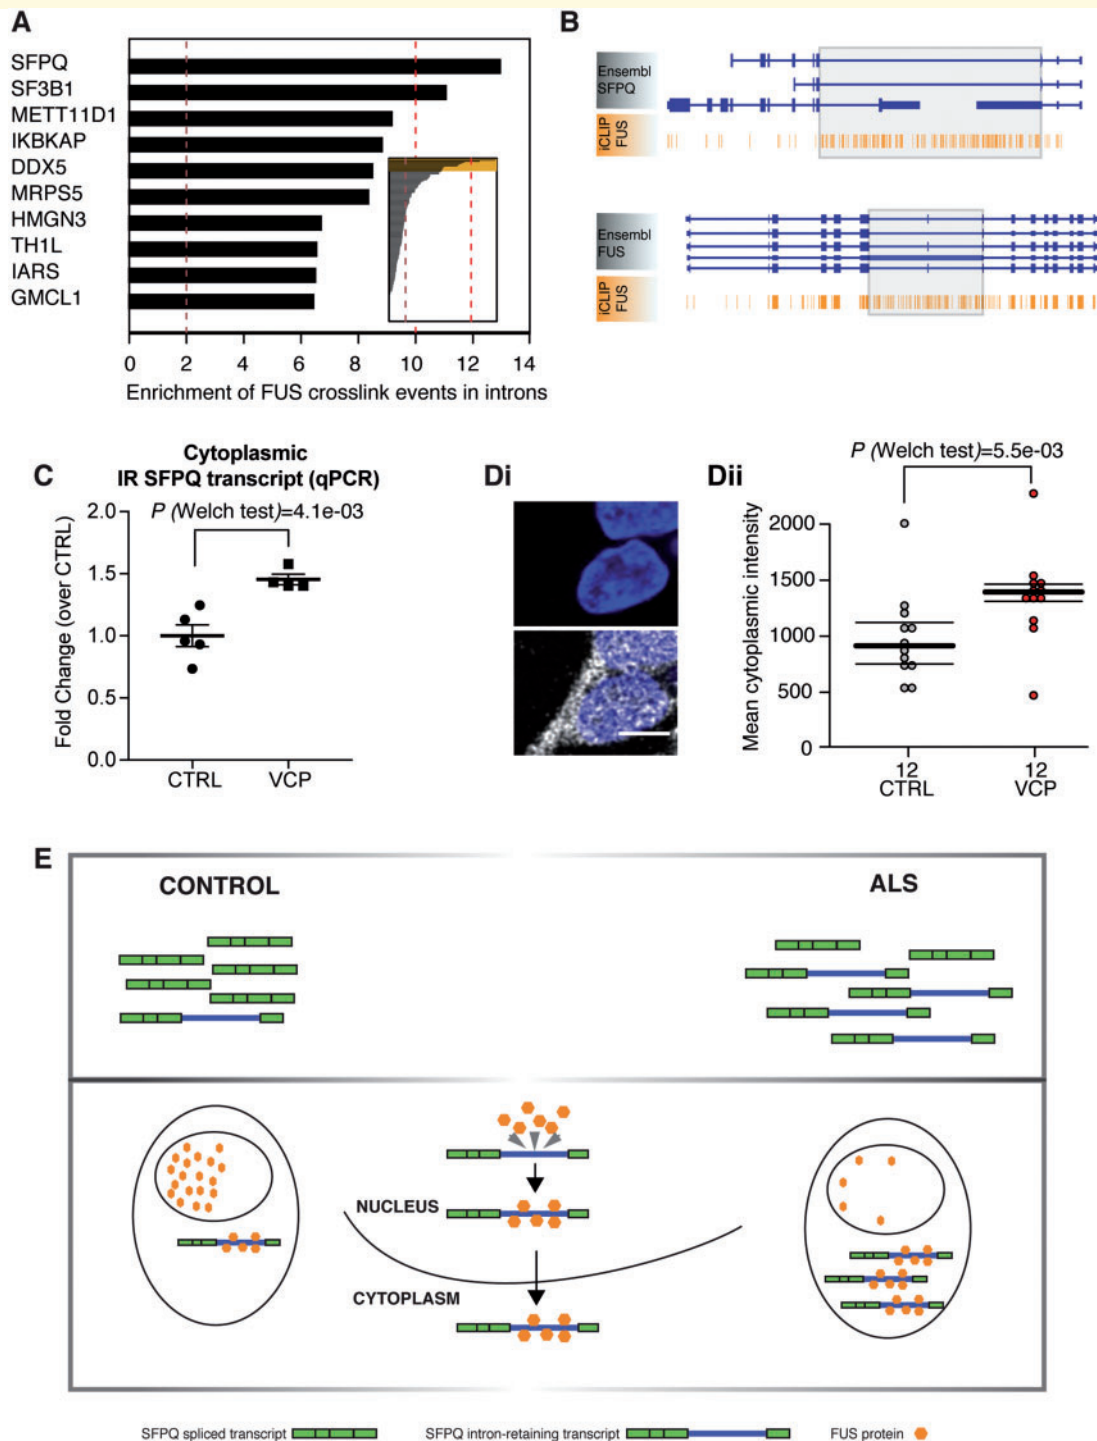 A
SFPQ
SF3B1
METT11D1
IKBKAP
DDX5
MRPS5
HMGN3
TH1L
IARS
GMCL1
0 2 4 6 8 10 12 14
Enrichment of FUS crosslink events in introns
B
Ensembl
SFPQ
iCLIP
FUS
Ensembl
FUS
iCLIP
FUS
C
Cytoplasmic
IR SFPQ transcript (qPCR)
P (Welch test)=4.1e-03
Fold Change (over CTRL)
2.0
1.5
1.0
0.5
0.0
CTRL VCP
Di
Dii
P (Welch test)=5.5e-03
Mean cytoplasmic intensity
2000
1500
1000
500
0
12 12
CTRL VCP
E
CONTROL ALS
NUCLEUS
CYTOPLASM
SFPQ spliced transcript SFPQ intron-retaining transcript FUS protein